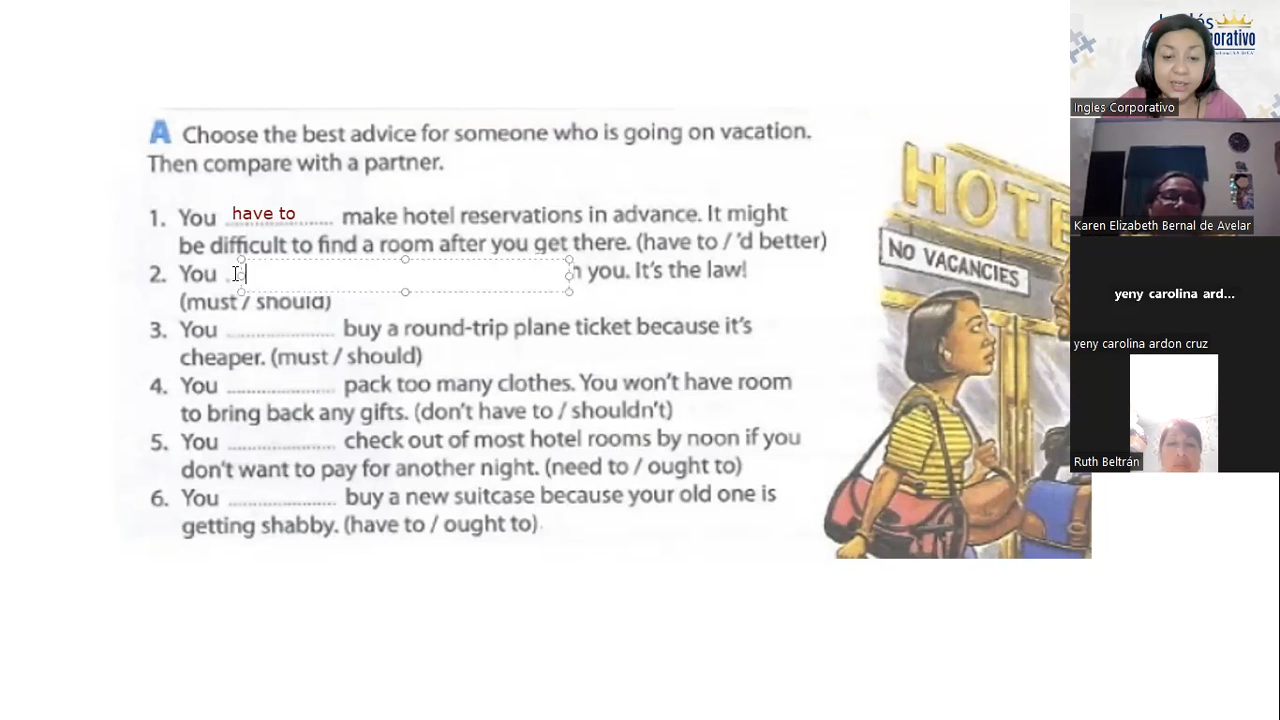 A Choose the best advice for someone who is going on vacation.
Then compare with a partner.
1. You have to make hotel reservations in advance. It might
be difficult to find a room after you get there. (have to / 'd better)
2. You you. It's the law!
(must / should)
3. You .................... buy a round-trip plane ticket because it's
cheaper. (must / should)
4. You .................... pack too many clothes. You won't have room
to bring back any gifts. (don't have to / shouldn't)
5. You .................... check out of most hotel rooms by noon if you
don't want to pay for another night. (need to / ought to)
6. You .................... buy a new suitcase because your old one is
getting shabby. (have to / ought to)
HOTE
NO VACANCIES
Ingles Corporativo
Karen Elizabeth Bernal de Avelar
yeny carolina ard...
yeny carolina ardon cruz
Ruth Beltrán